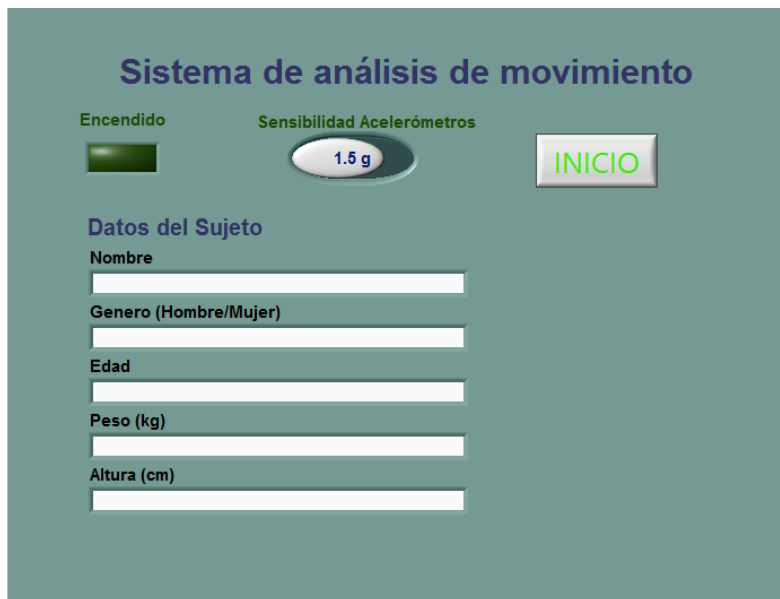 Sistema de análisis de movimiento
Encendido
Sensibilidad Acelerómetros
1.5 g
INICIO
Datos del Sujeto
Nombre
Genero (Hombre/Mujer)
Edad
Peso (kg)
Altura (cm)